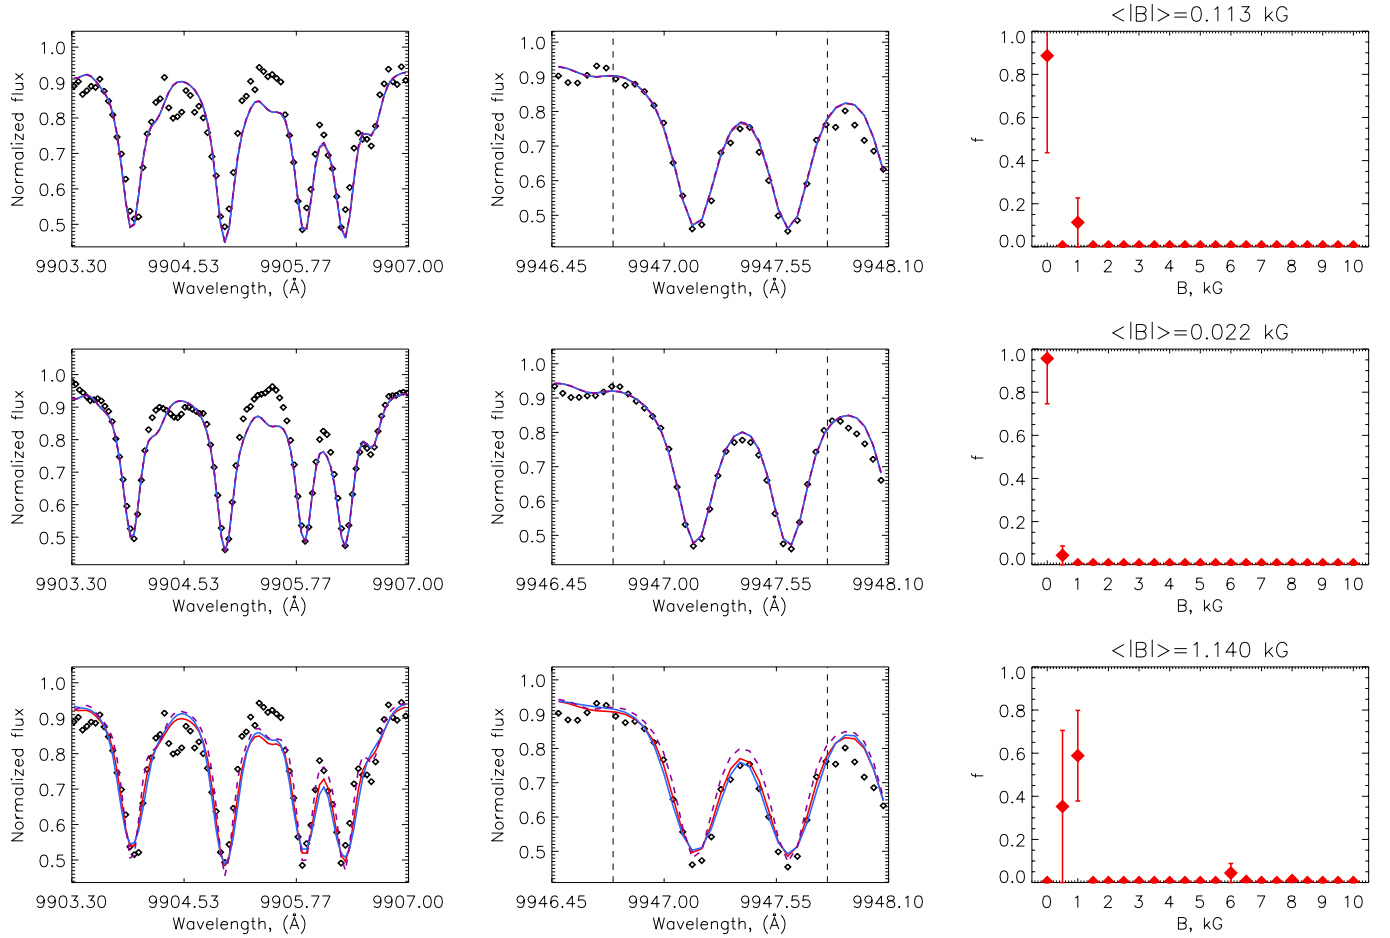 <|B|>=0.113 kG
Normalized flux
1.0
0.9
0.8
0.7
0.6
0.5
9903.30 9904.53 9905.77 9907.00
Wavelength, (Å)
Normalized flux
1.0
0.9
0.8
0.7
0.6
0.5
9946.45 9947.00 9947.55 9948.10
Wavelength, (Å)
f
1.0
0.8
0.6
0.4
0.2
0.0
0 1 2 3 4 5 6 7 8 9 10
B, kG
<|B|>=0.022 kG
Normalized flux
1.0
0.9
0.8
0.7
0.6
0.5
9903.30 9904.53 9905.77 9907.00
Wavelength, (Å)
Normalized flux
1.0
0.9
0.8
0.7
0.6
0.5
9946.45 9947.00 9947.55 9948.10
Wavelength, (Å)
f
1.0
0.8
0.6
0.4
0.2
0.0
0 1 2 3 4 5 6 7 8 9 10
B, kG
<|B|>=1.140 kG
Normalized flux
1.0
0.9
0.8
0.7
0.6
0.5
9903.30 9904.53 9905.77 9907.00
Wavelength, (Å)
Normalized flux
1.0
0.9
0.8
0.7
0.6
0.5
9946.45 9947.00 9947.55 9948.10
Wavelength, (Å)
f
1.0
0.8
0.6
0.4
0.2
0.0
0 1 2 3 4 5 6 7 8 9 10
B, kG